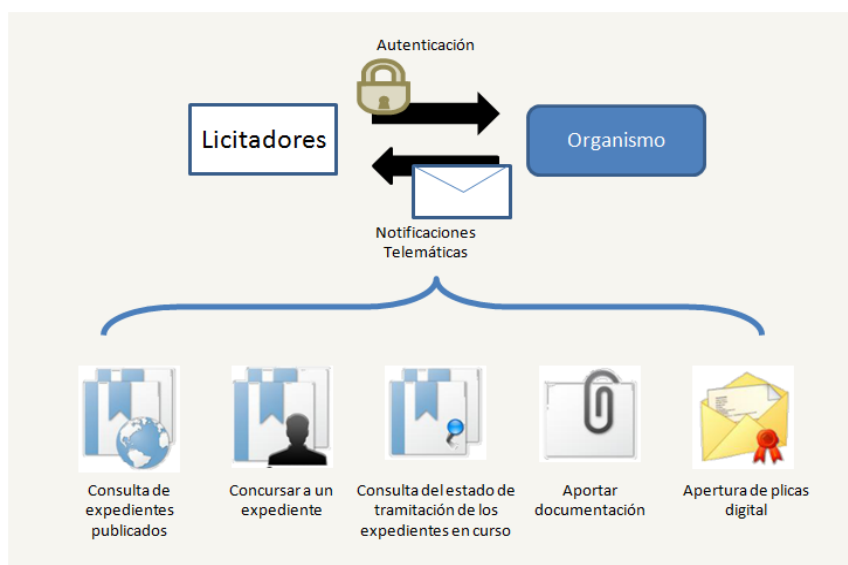 Autenticación
Licitadores
Organismo
Notificaciones
Telemáticas
Consulta de
expedientes
publicados
Concursar a un
expediente
Consulta del estado de
tramitación de los
expedientes en curso
Aportar
documentación
Apertura de plicas
digital